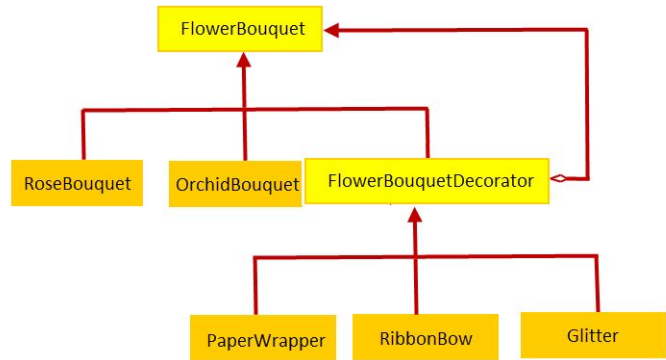 FlowerBouquet
RoseBouquet
OrchidBouquet
FlowerBouquetDecorator
PaperWrapper
RibbonBow
Glitter